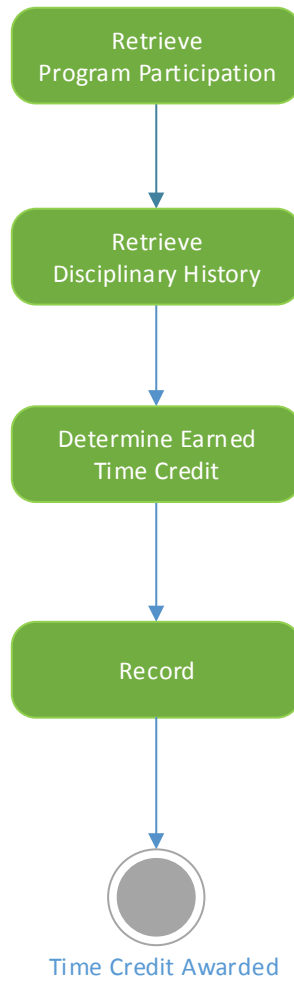 Retrieve
Program Participation
Retrieve
Disciplinary History
Determine Earned
Time Credit
Record
Time Credit Awarded